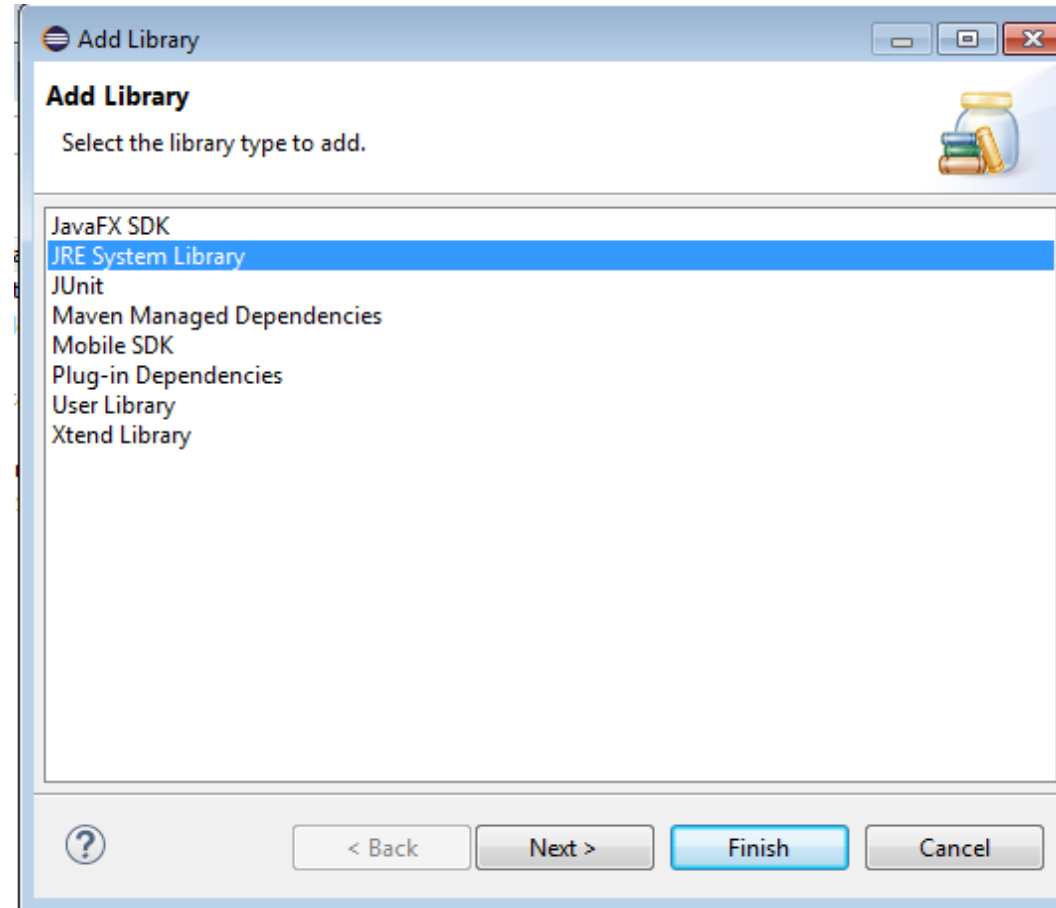 Add Library
Add Library
Select the library type to add.
JavaFX SDK
JRE System Library
JUnit
Maven Managed Dependencies
Mobile SDK
Plug-in Dependencies
User Library
Xtend Library
? < Back Next > Finish Cancel